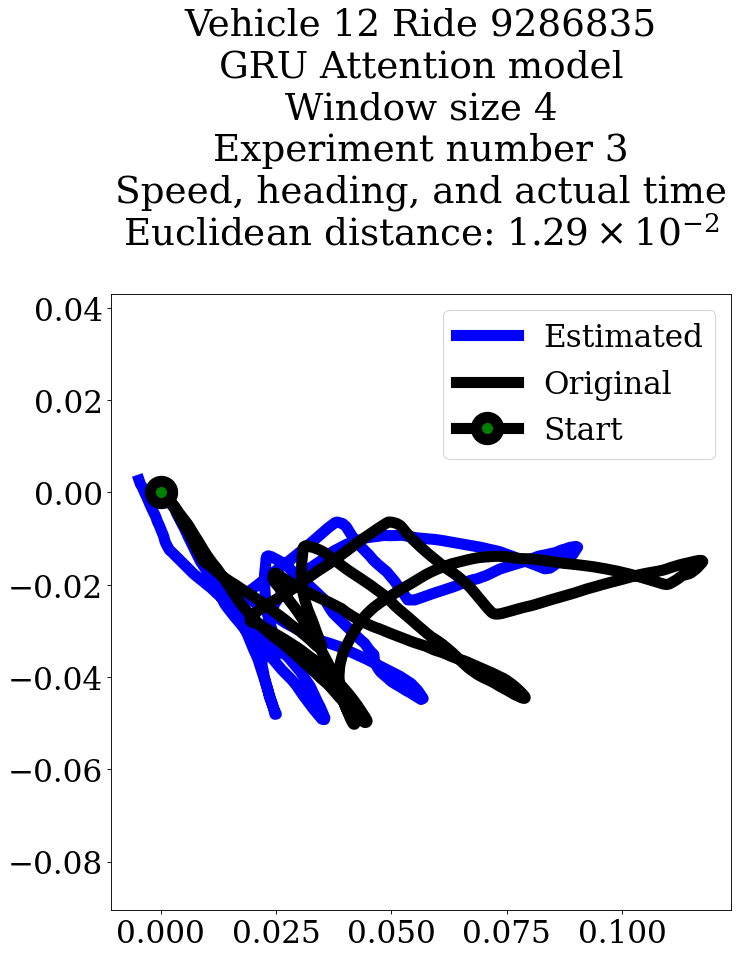 Vehicle 12 Ride 9286835
GRU Attention model
Window size 4
Experiment number 3
Speed, heading, and actual time
Euclidean distance: 1.29 × 10⁻²
0.04
Estimated
0.02
Original
Start
0.00
−0.02
−0.04
−0.06
−0.08
0.000 0.025 0.050 0.075 0.100